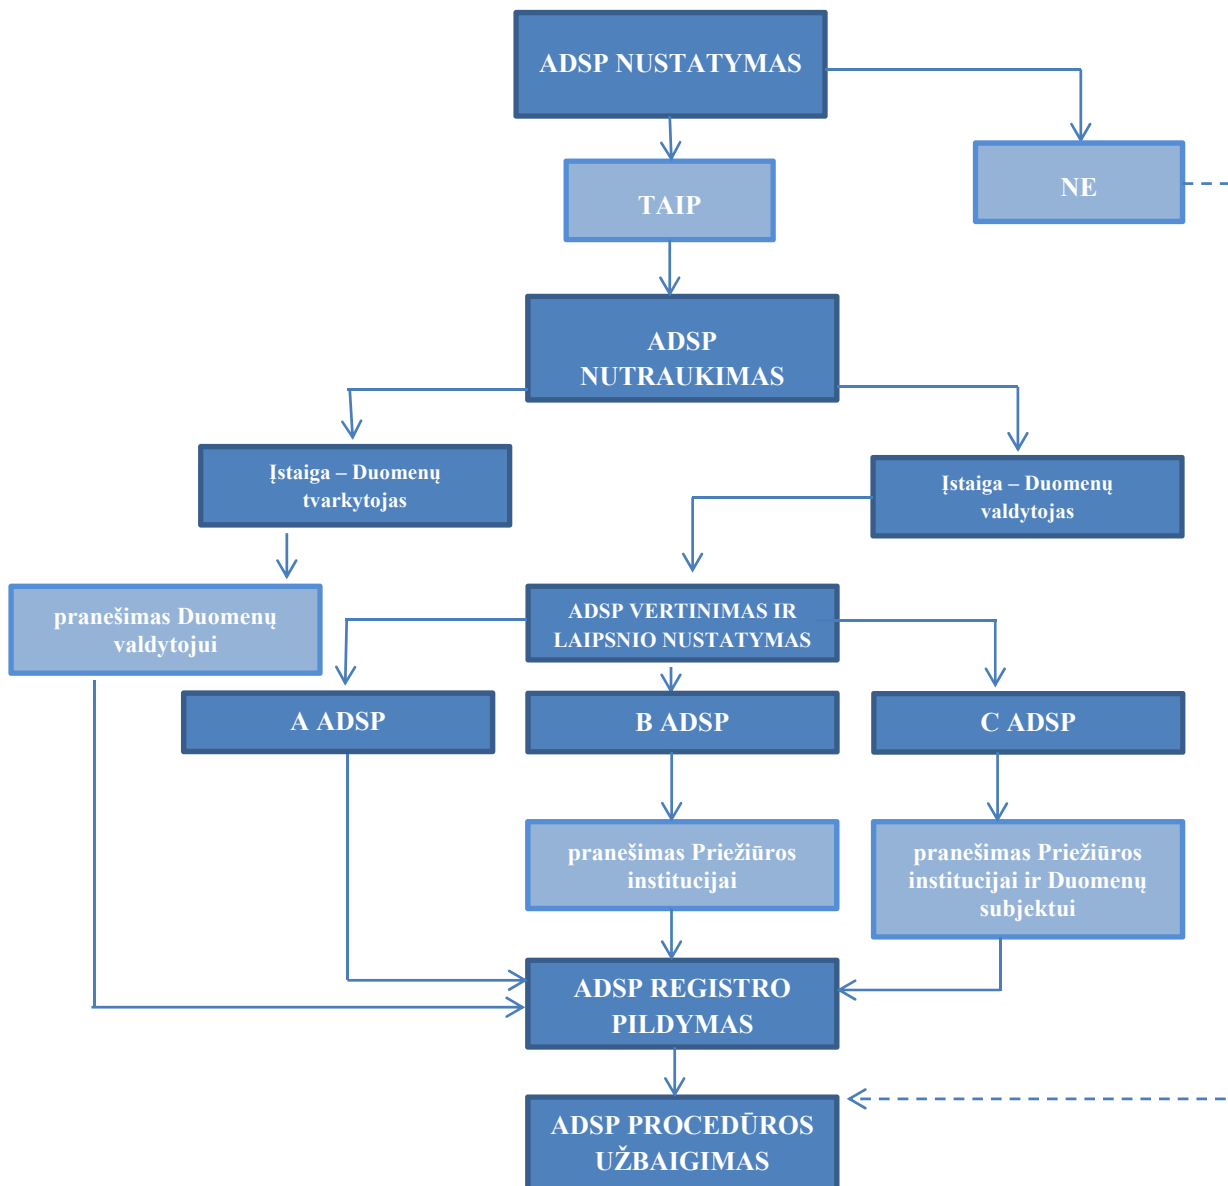 ADSP NUSTATYMAS
NE
TAIP
ADSP
NUTRAUKIMAS
Įstaiga – Duomenų
tvarkytojas
Įstaiga – Duomenų
valdytojas
pranešimas Duomenų
valdytojui
ADSP VERTINIMAS IR
LAIPSNIO NUSTATYMAS
A ADSP
B ADSP
C ADSP
pranešimas Priežiūros
institucijai
pranešimas Priežiūros
institucijai ir Duomenų
subjektui
ADSP REGISTRO
PILDYMAS
ADSP PROCEDŪROS
UŽBAIGIMAS